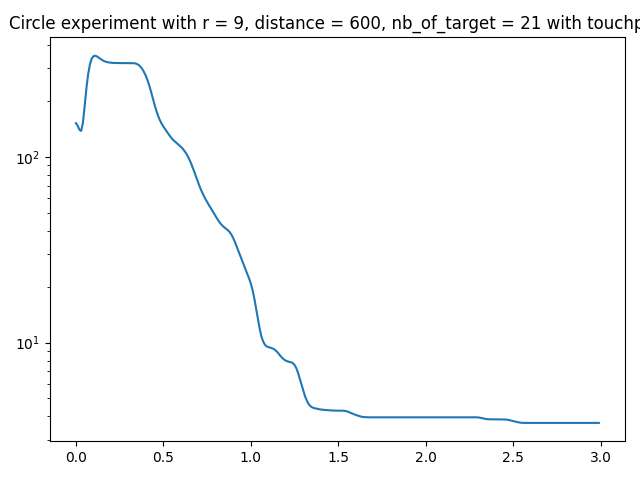 Circle experiment with r = 9, distance = 600, nb_of_target = 21 with touchp
10²
10¹
0.0 0.5 1.0 1.5 2.0 2.5 3.0